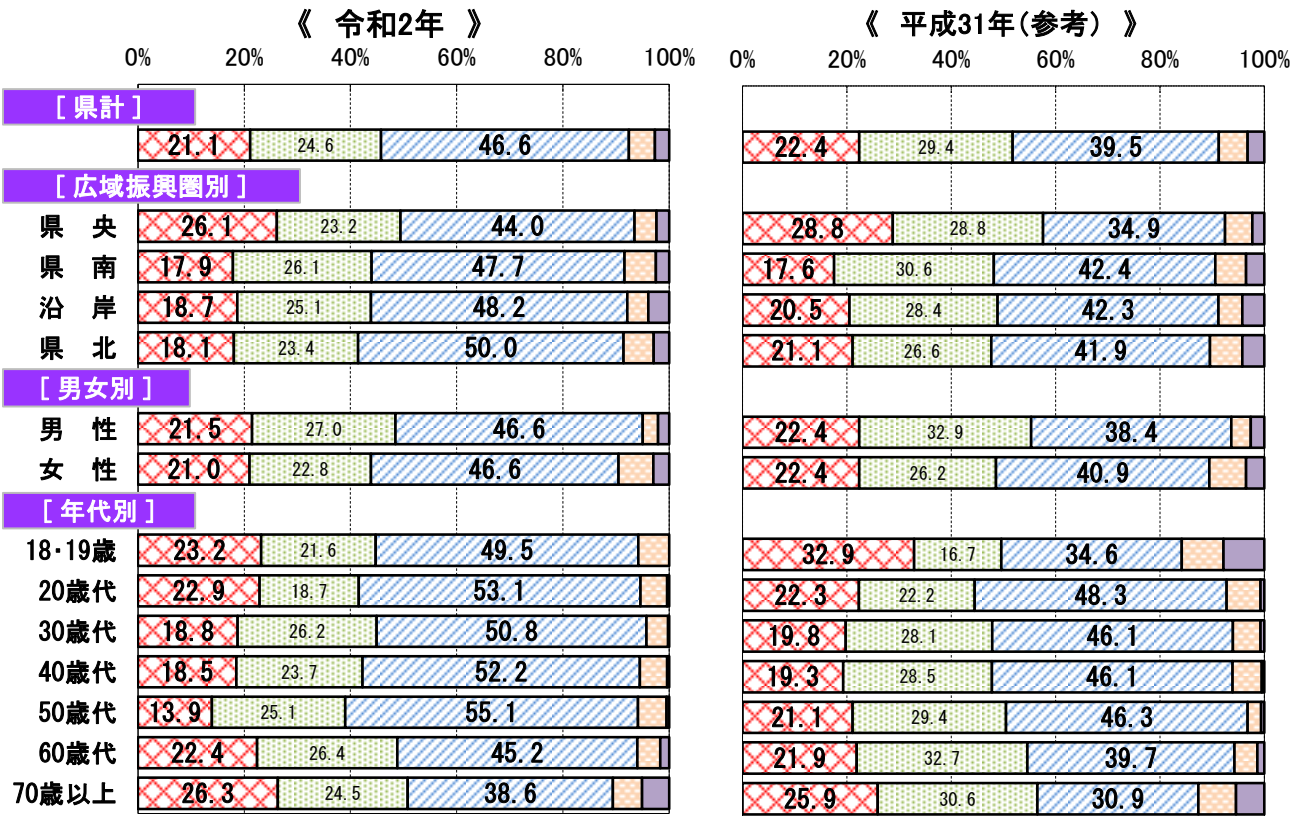 《 令和2年 》 《 平成31年（参考） 》
0% 20% 40% 60% 80% 100% 0% 20% 40% 60% 80% 100%
[ 県計 ]
21.1 24.6 46.6 22.4 29.4 39.5
[ 広域振興圏別 ]
県 央 26.1 23.2 44.0 28.8 28.8 34.9
県 南 17.9 26.1 47.7 17.6 30.6 42.4
沿 岸 18.7 25.1 48.2 20.5 28.4 42.3
県 北 18.1 23.4 50.0 21.1 26.6 41.9
[ 男女別 ]
男 性 21.5 27.0 46.6 22.4 32.9 38.4
女 性 21.0 22.8 46.6 22.4 26.2 40.9
[ 年代別 ]
18・19歳 23.2 21.6 49.5 32.9 16.7 34.6
20歳代 22.9 18.7 53.1 22.3 22.2 48.3
30歳代 18.8 26.2 50.8 19.8 28.1 46.1
40歳代 18.5 23.7 52.2 19.3 28.5 46.1
50歳代 13.9 25.1 55.1 21.1 29.4 46.3
60歳代 22.4 26.4 45.2 21.9 32.7 39.7
70歳以上 26.3 24.5 38.6 25.9 30.6 30.9